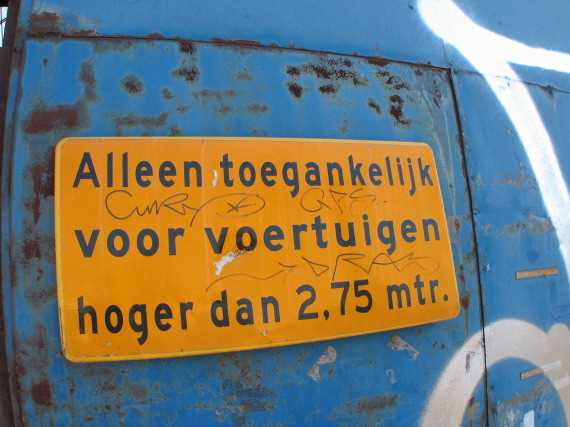 Alleen toegankelijk
voor voertuigen
hoger dan 2,75 mtr.